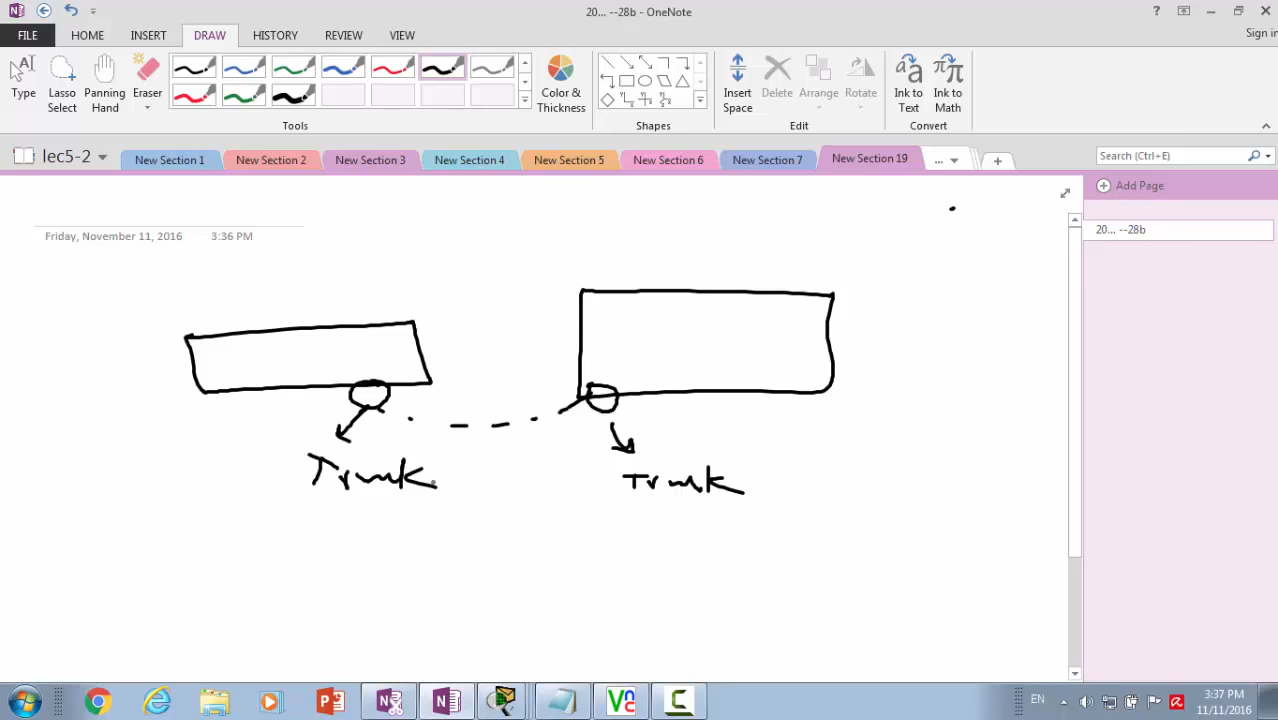 20... --28b - OneNote
Sign in
FILE HOME INSERT DRAW HISTORY REVIEW VIEW
Type
Lasso Select
Panning Hand
Eraser
Color & Thickness
Insert Space
Delete
Arrange
Rotate
Ink to Text
Ink to Math
Tools
Shapes
Edit
Convert
lec5-2
New Section 1
New Section 2
New Section 3
New Section 4
New Section 5
New Section 6
New Section 7
New Section 19
...
Search (Ctrl+E)
Add Page
20... --28b
Friday, November 11, 2016 3:36 PM
Trunk
Trunk
EN
3:37 PM
11/11/2016